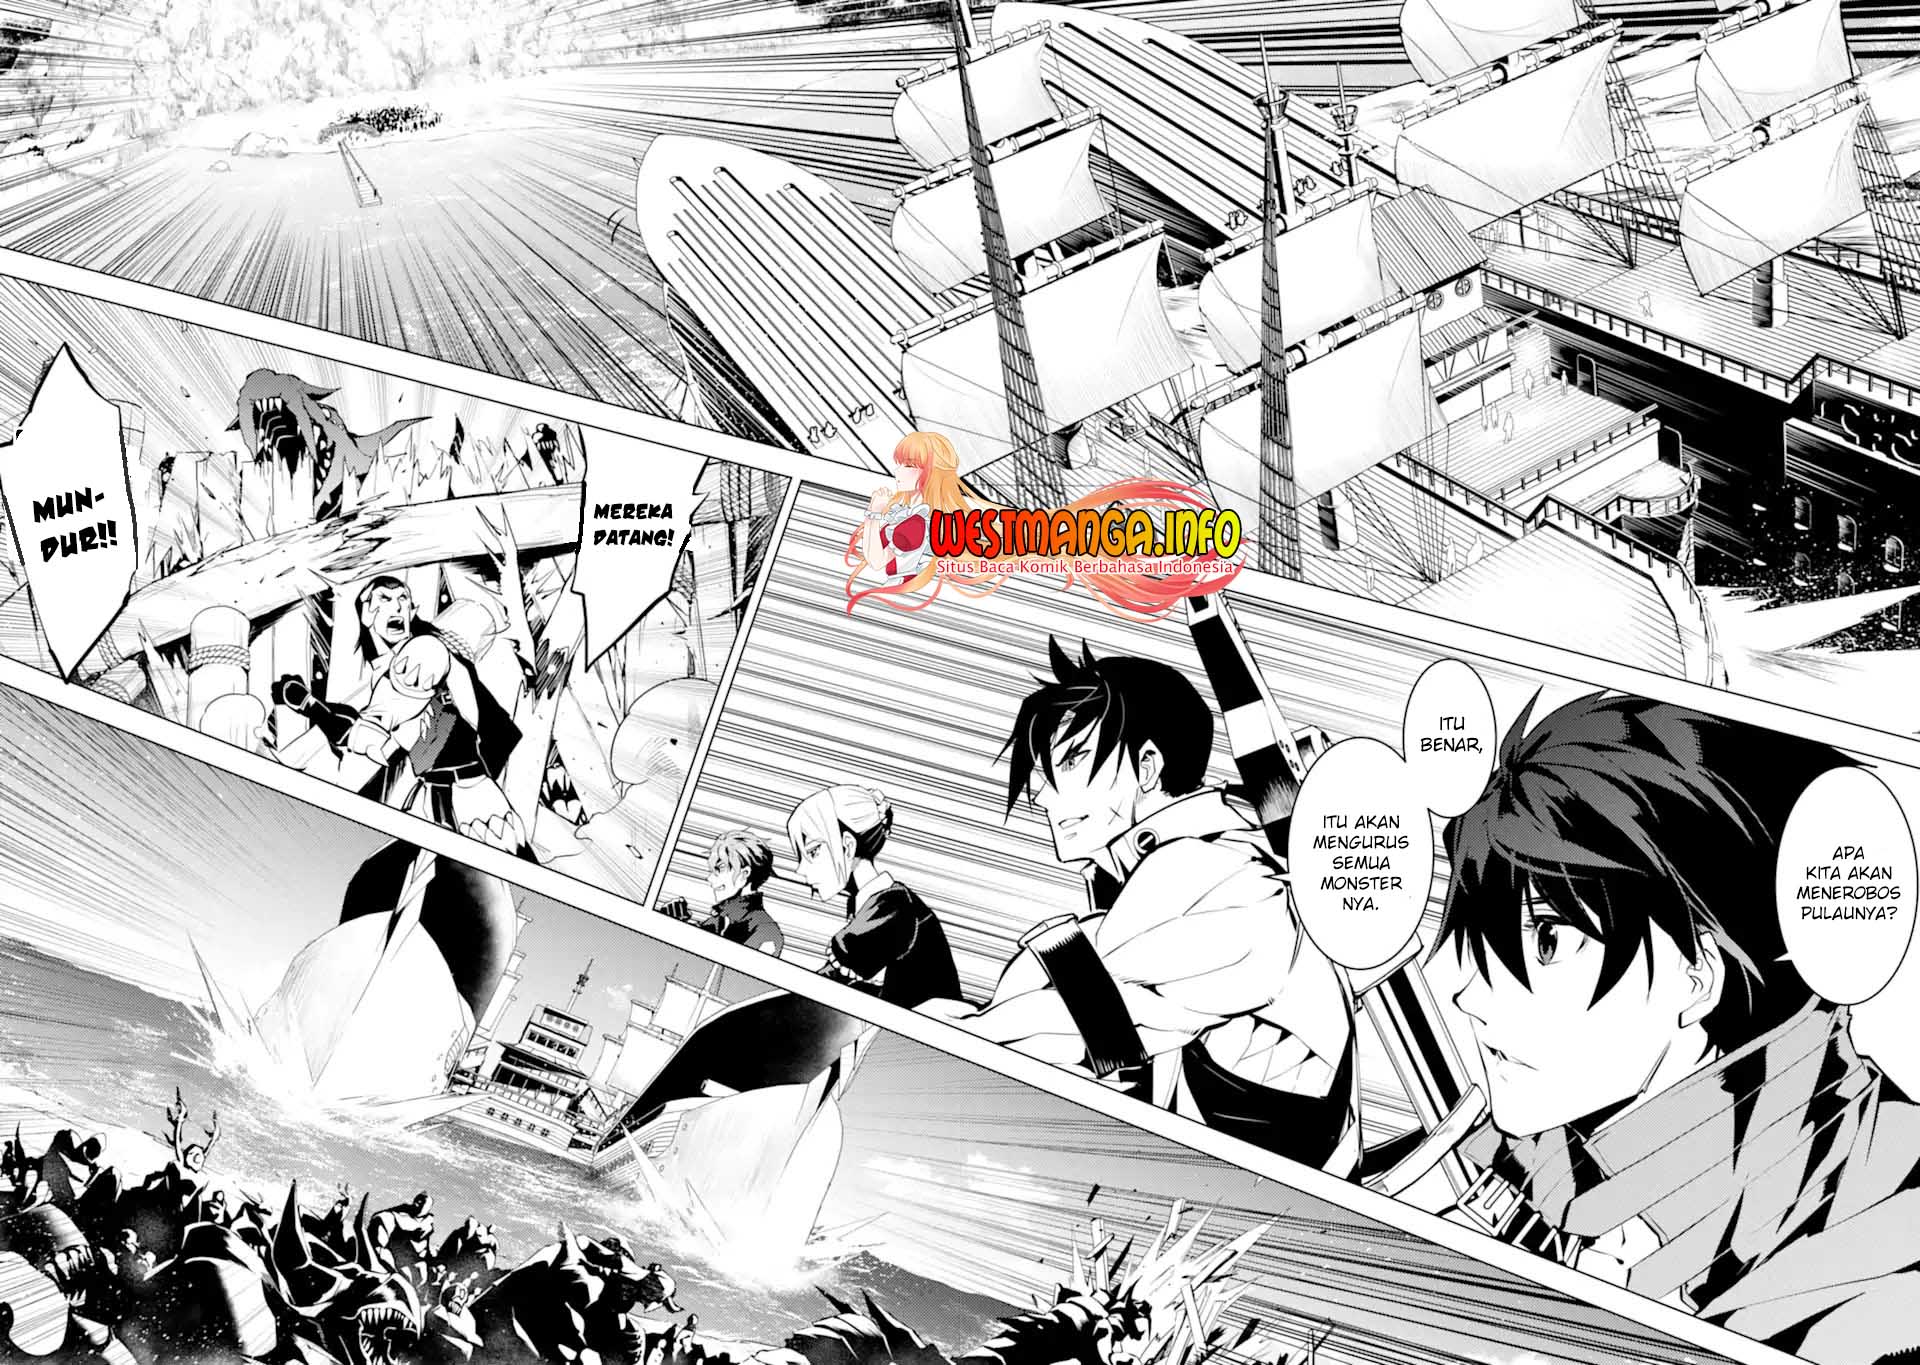 APA
KITA AKAN
MENEROBOS
PULAUNYA?
ITU
BENAR,
ITU AKAN
MENGURUS
SEMUA
MONSTER
NYA.
MEREKA
DATANG!
MUN-
DUR!!
WESTMANGA.INFO
Situs Baca Komik Berbahasa Indonesia